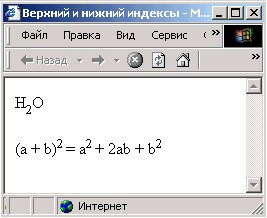 Верхний и нижний индексы - М...
Файл Правка Вид Сервис
Назад
H₂O
(a + b)² = a² + 2ab + b²
Интернет